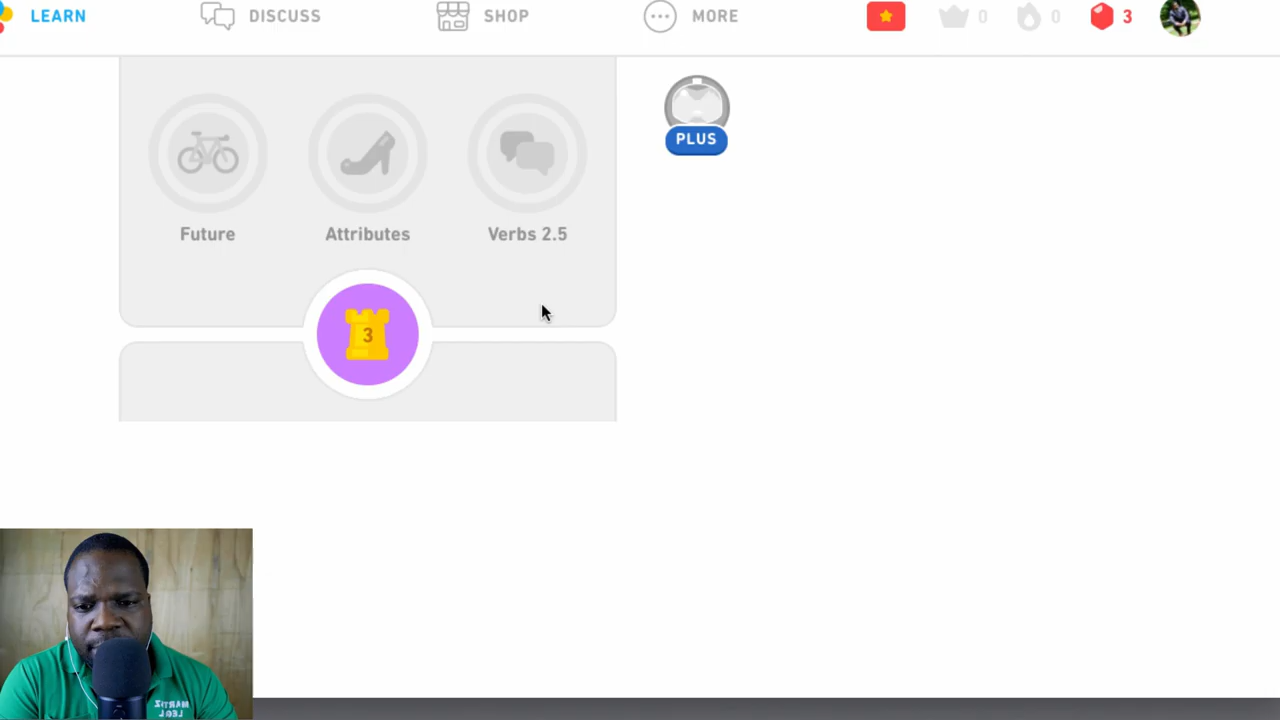 LEARN
DISCUSS
SHOP
MORE
0
0
3
PLUS
Future
Attributes
Verbs 2.5
3